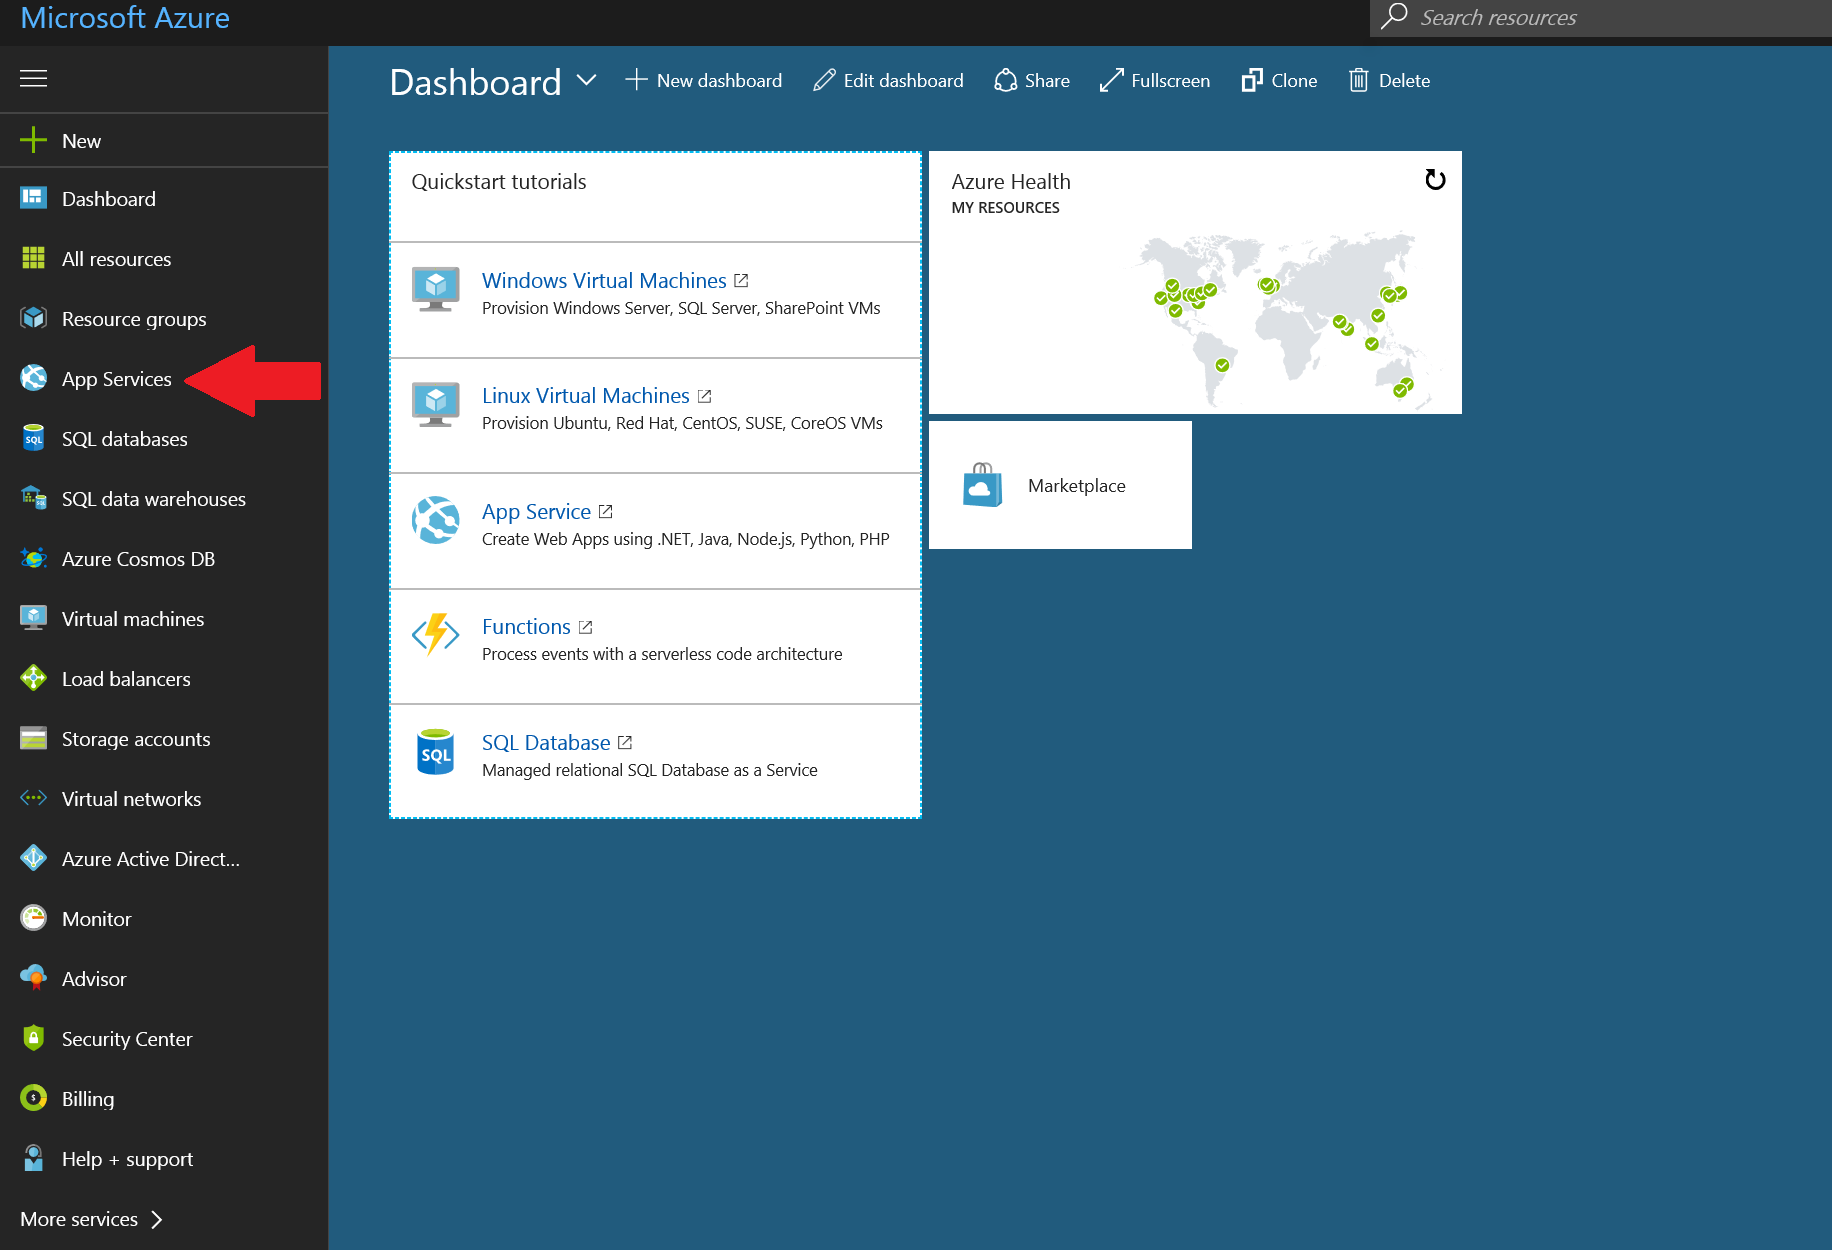 Microsoft Azure
Search resources
Dashboard
New dashboard
Edit dashboard
Share
Fullscreen
Clone
Delete
New
Dashboard
All resources
Resource groups
App Services
SQL databases
SQL data warehouses
Azure Cosmos DB
Virtual machines
Load balancers
Storage accounts
Virtual networks
Azure Active Direct...
Monitor
Advisor
Security Center
Billing
Help + support
More services
Quickstart tutorials
Windows Virtual Machines
Provision Windows Server, SQL Server, SharePoint VMs
Linux Virtual Machines
Provision Ubuntu, Red Hat, CentOS, SUSE, CoreOS VMs
App Service
Create Web Apps using .NET, Java, Node.js, Python, PHP
Functions
Process events with a serverless code architecture
SQL
SQL Database
Managed relational SQL Database as a Service
Azure Health
MY RESOURCES
Marketplace